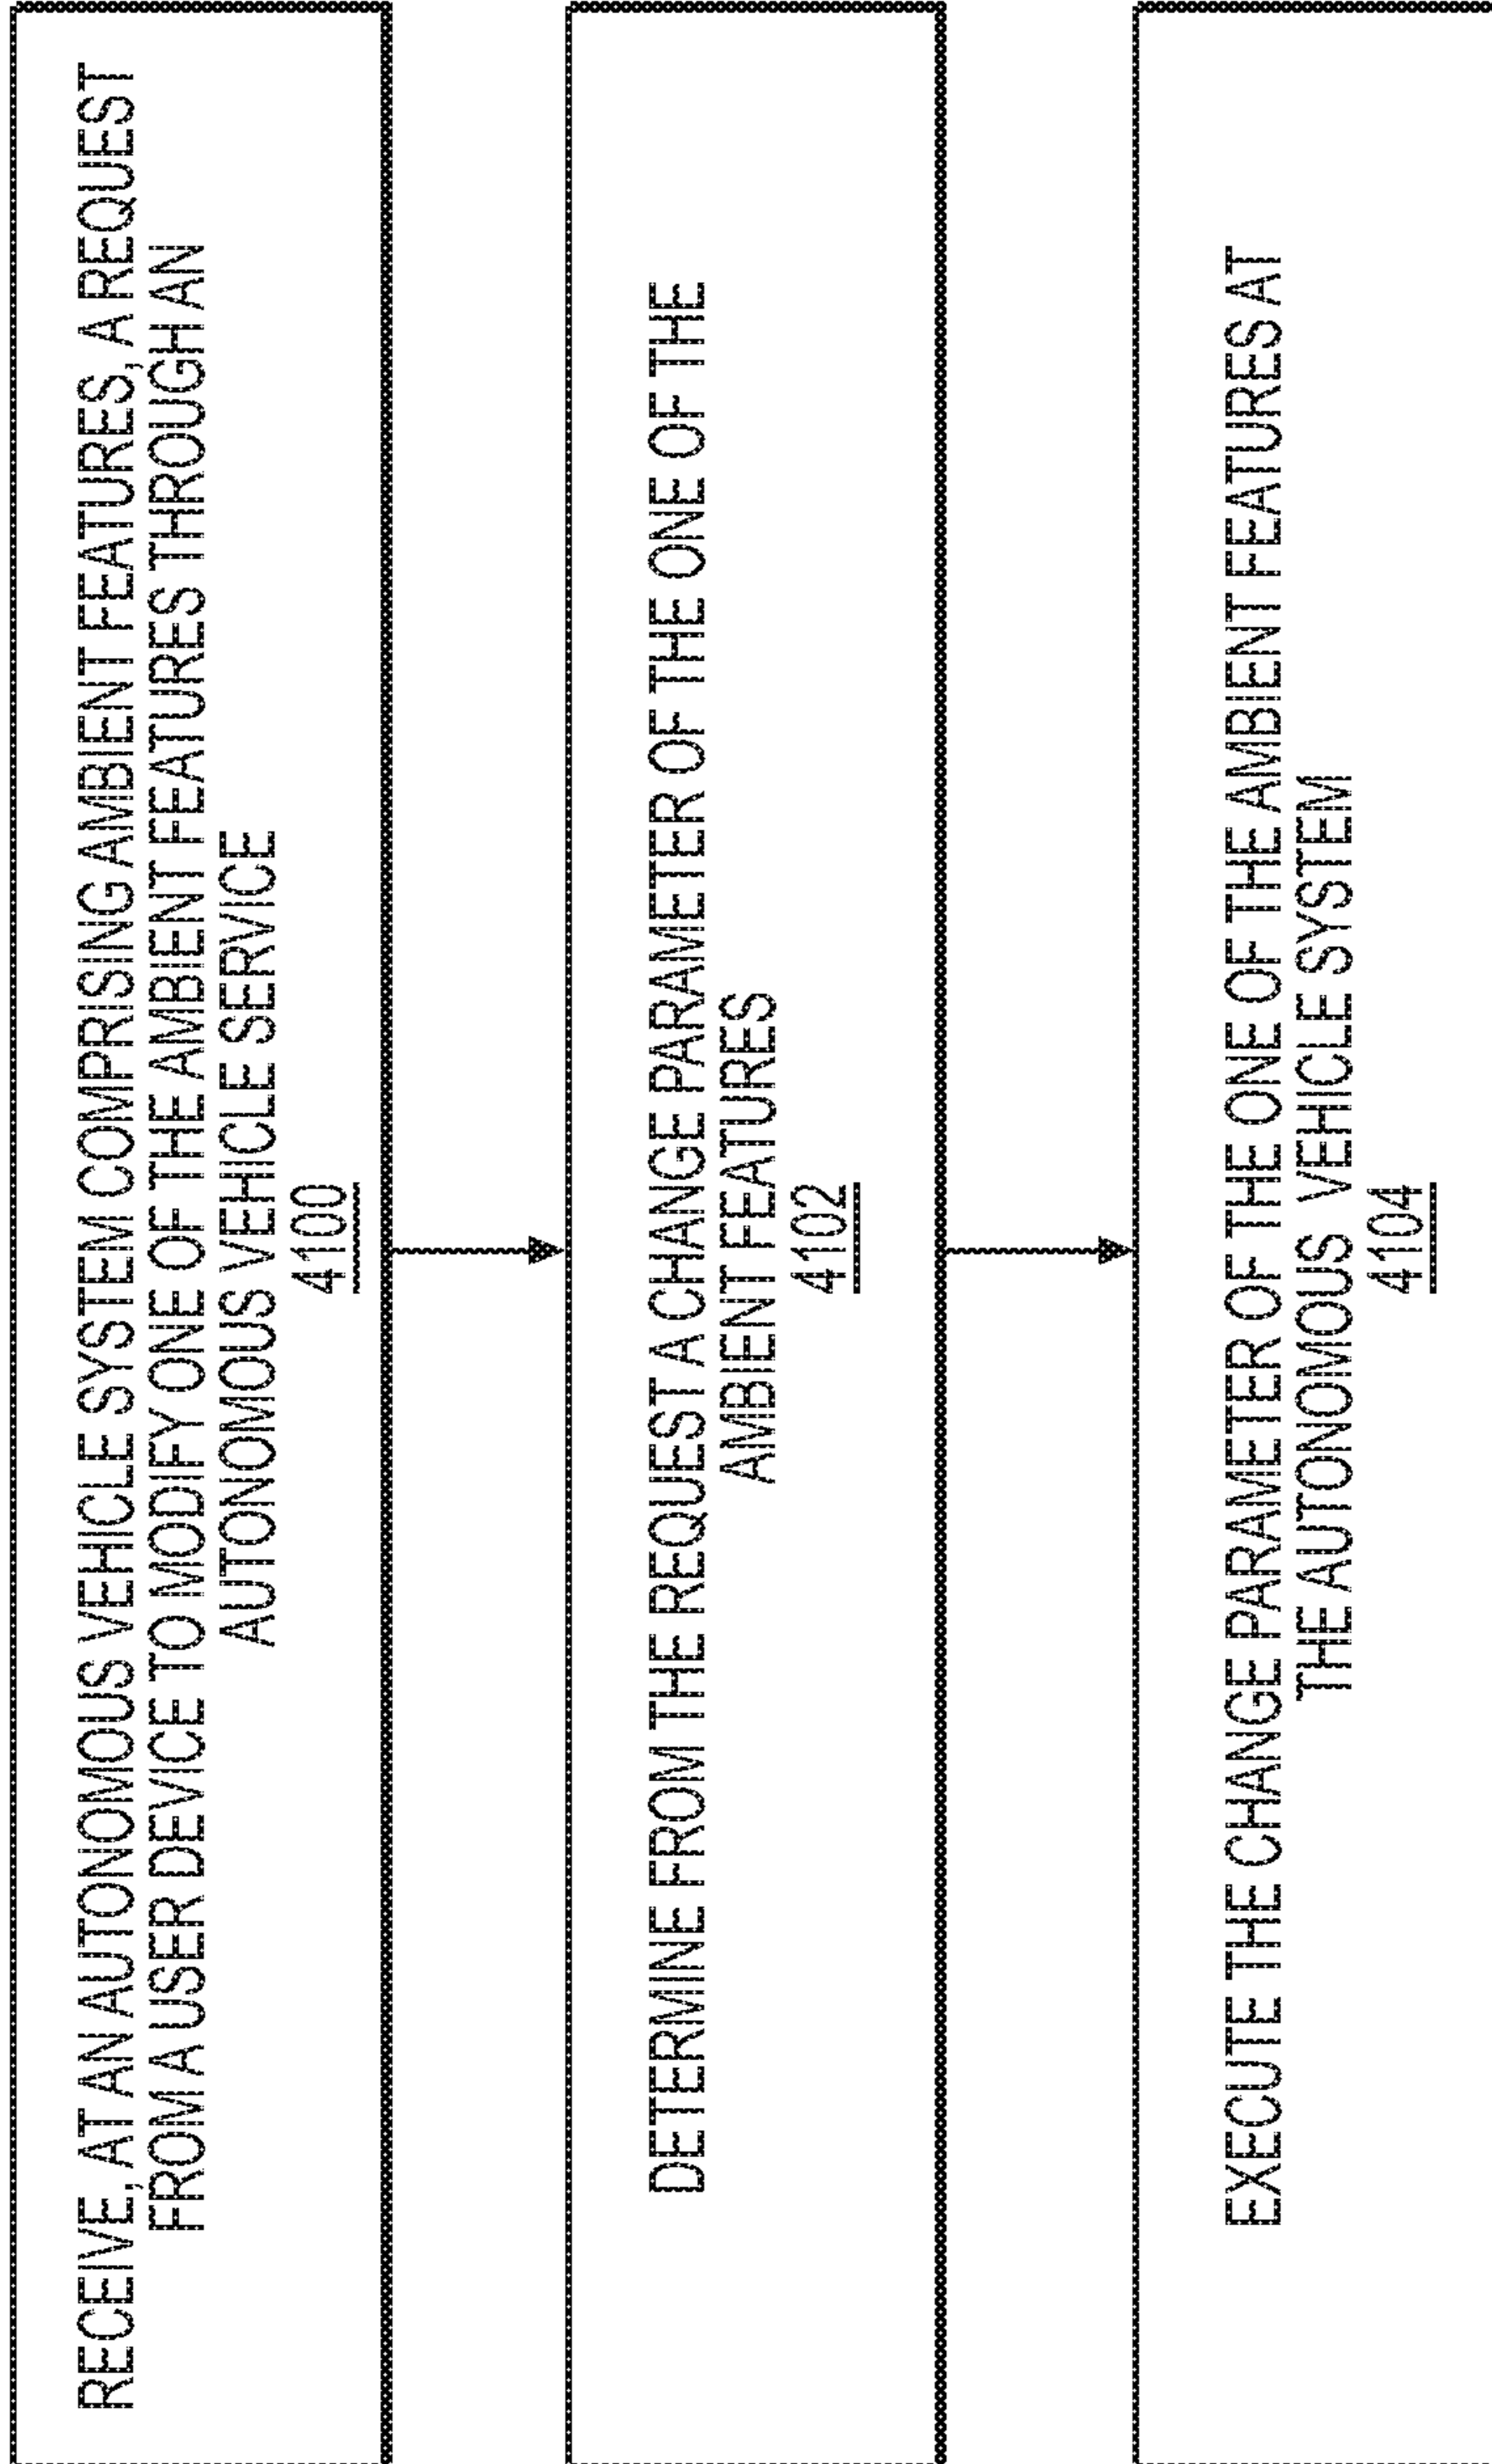 RECEIVE, AT AN AUTONOMOUS VEHICLE SYSTEM COMPRISING AMBIENT FEATURES, A REQUEST
FROM A USER DEVICE TO MODIFY ONE OF THE AMBIENT FEATURES THROUGH AN
AUTONOMOUS VEHICLE SERVICE
4100
DETERMINE FROM THE REQUEST A CHANGE PARAMETER OF THE ONE OF THE
AMBIENT FEATURES
4102
EXECUTE THE CHANGE PARAMETER OF THE ONE OF THE AMBIENT FEATURES AT
THE AUTONOMOUS VEHICLE SYSTEM
4104